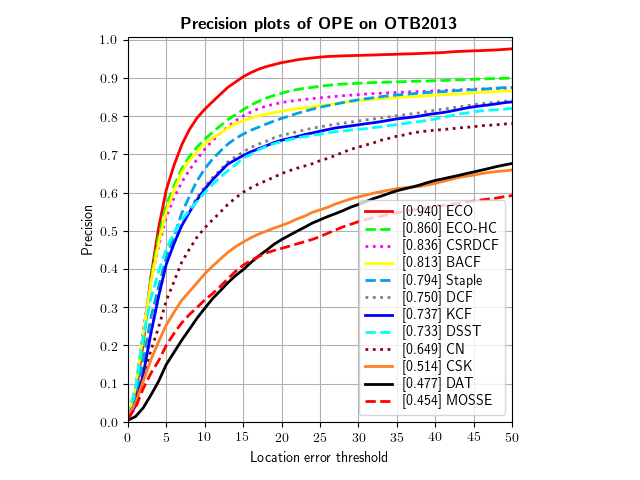 Precision plots of OPE on OTB2013
1.0
0.9
0.8
0.7
0.6
0.5
0.4
0.3
0.2
0.1
0.0
Precision
[0.940] ECO
[0.860] ECO-HC
[0.836] CSRDCF
[0.813] BACF
[0.794] Staple
[0.750] DCF
[0.737] KCF
[0.733] DSST
[0.649] CN
[0.514] CSK
[0.477] DAT
[0.454] MOSSE
0 5 10 15 20 25 30 35 40 45 50
Location error threshold